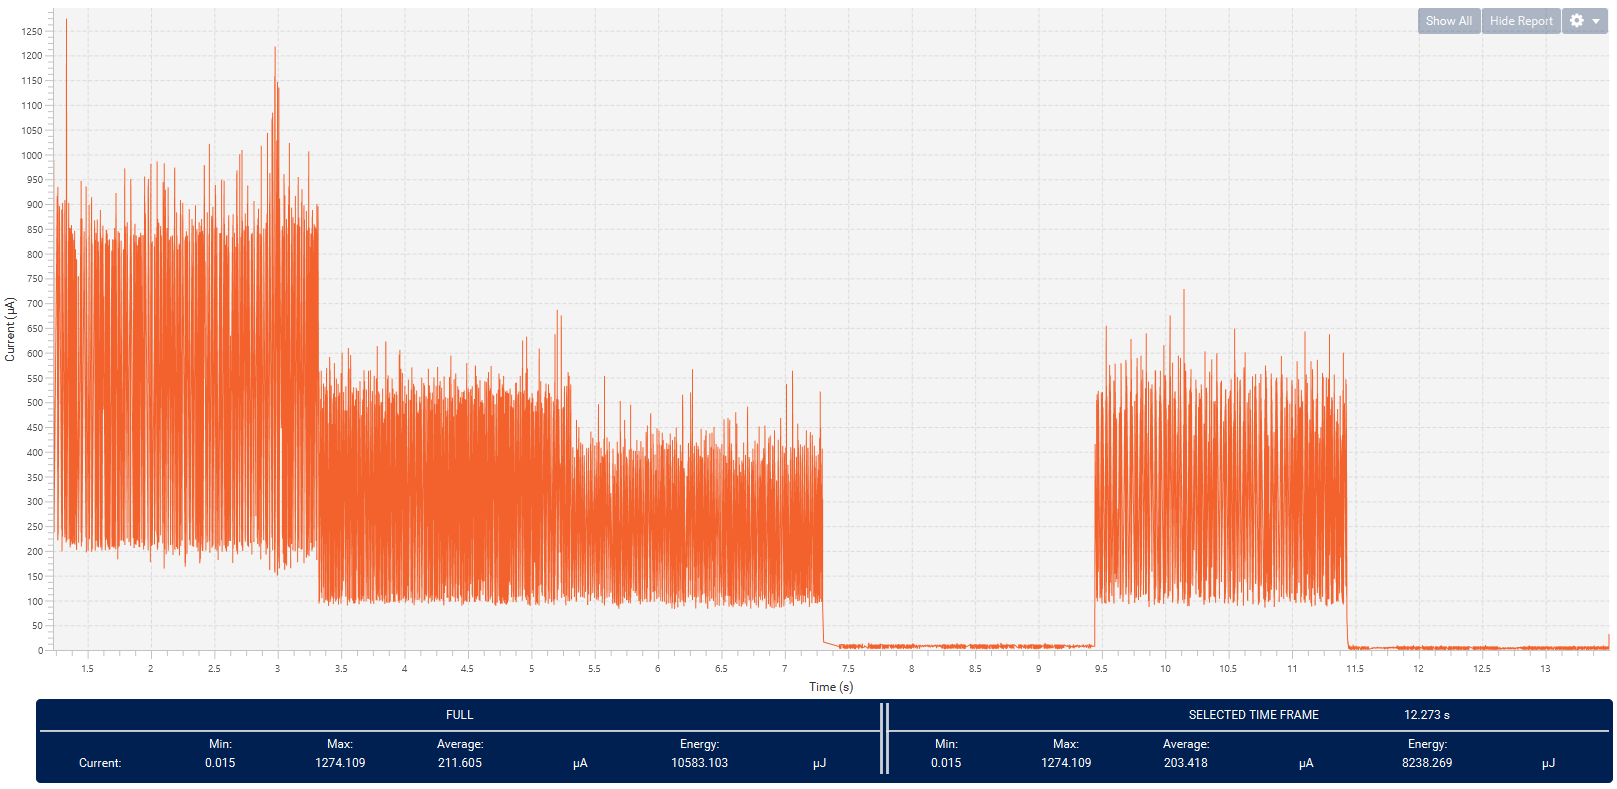 Show All
Hide Report
1250
1200
1150
1100
1050
1000
950
900
850
800
750
700
650
600
550
500
450
400
350
300
250
200
150
100
50
0
Current (µA)
1.5 2 2.5 3 3.5 4 4.5 5 5.5 6 6.5 7 7.5 8 8.5 9 9.5 10 10.5 11 11.5 12 12.5 13
Time (s)
FULL
Min: Max: Average: Energy:
Current: 0.015 1274.109 211.605 µA 10583.103 µJ
SELECTED TIME FRAME 12.273 s
Min: Max: Average: Energy:
0.015 1274.109 203.418 µA 8238.269 µJ